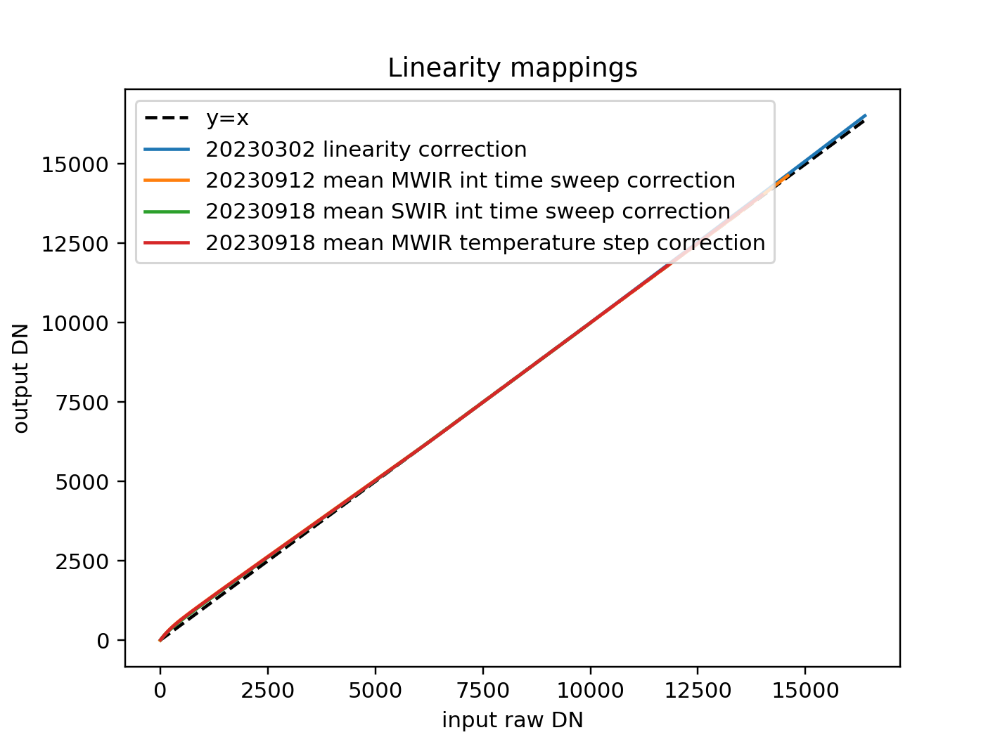 Linearity mappings
y=x
20230302 linearity correction
20230912 mean MWIR int time sweep correction
20230918 mean SWIR int time sweep correction
20230918 mean MWIR temperature step correction
output DN
15000
12500
10000
7500
5000
2500
0
0 2500 5000 7500 10000 12500 15000
input raw DN